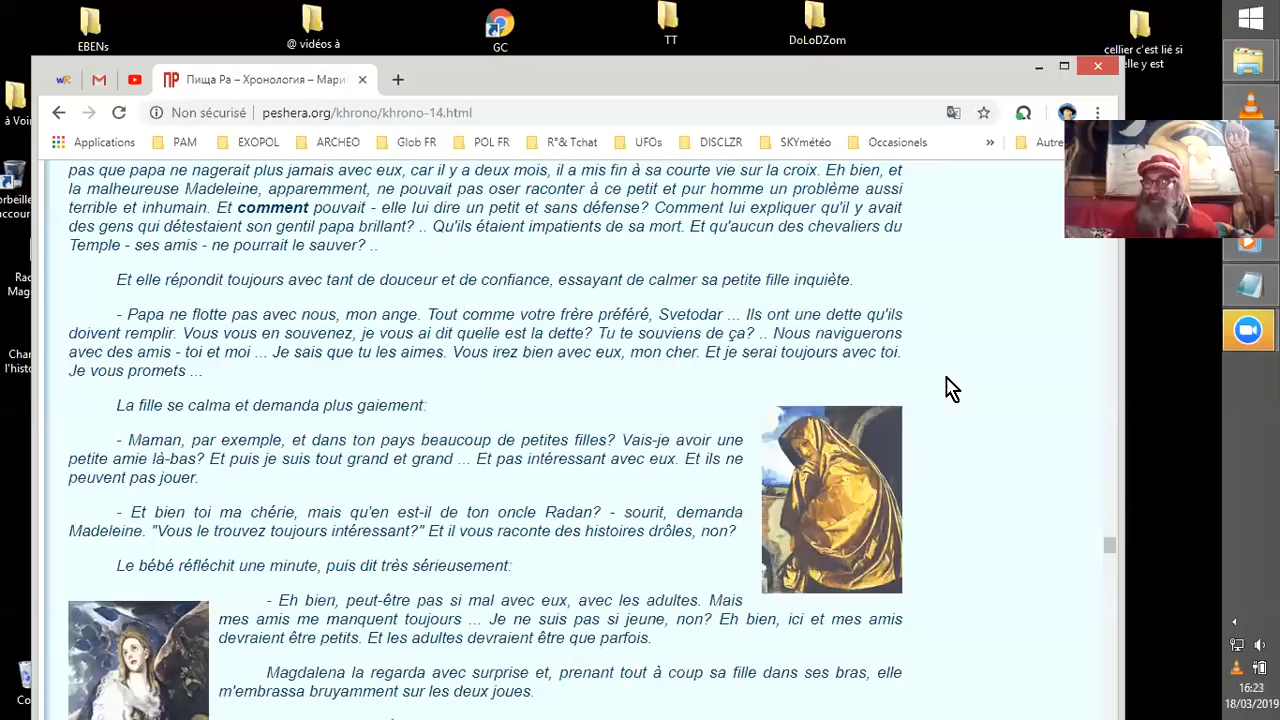 EBENs
@ vidéos à
GC
TT
DoLoDZom
cellier c'est lié si
elle y est
wR
Пища Ра – Хронология – Мари
Non sécurisé
peshera.org/khrono/khrono-14.html
Applications
PAM
EXOPOL
ARCHEO
Glob FR
POL FR
R°& Tchat
UFOs
DISCLZR
SKYmétéo
Occasionels
»
Autre
à Voir
pas que papa ne nagerait plus jamais avec eux, car il y a deux mois, il a mis fin à sa courte vie sur la croix. Eh bien, et
la malheureuse Madeleine, apparemment, ne pouvait pas oser raconter à ce petit et pur homme un problème aussi
terrible et inhumain. Et comment pouvait - elle lui dire un petit et sans défense? Comment lui expliquer qu'il y avait
des gens qui détestaient son gentil papa brillant? .. Qu'ils étaient impatients de sa mort. Et qu'aucun des chevaliers du
Temple - ses amis - ne pourrait le sauver? ..
Et elle répondit toujours avec tant de douceur et de confiance, essayant de calmer sa petite fille inquiète.
- Papa ne flotte pas avec nous, mon ange. Tout comme votre frère préféré, Svetodar ... Ils ont une dette qu'ils
doivent remplir. Vous vous en souvenez, je vous ai dit quelle est la dette? Tu te souviens de ça? .. Nous naviguerons
avec des amis - toi et moi ... Je sais que tu les aimes. Vous irez bien avec eux, mon cher. Et je serai toujours avec toi.
Je vous promets ...
La fille se calma et demanda plus gaiement:
- Maman, par exemple, et dans ton pays beaucoup de petites filles? Vais-je avoir une
petite amie là-bas? Et puis je suis tout grand et grand ... Et pas intéressant avec eux. Et ils ne
peuvent pas jouer.
- Et bien toi ma chérie, mais qu'en est-il de ton oncle Radan? - sourit, demanda
Madeleine. "Vous le trouvez toujours intéressant?" Et il vous raconte des histoires drôles, non?
Le bébé réfléchit une minute, puis dit très sérieusement:
- Eh bien, peut-être pas si mal avec eux, avec les adultes. Mais
mes amis me manquent toujours ... Je ne suis pas si jeune, non? Eh bien, ici et mes amis
devraient être petits. Et les adultes devraient être que parfois.
Magdalena la regarda avec surprise et, prenant tout à coup sa fille dans ses bras, elle
m'embrassa bruyamment sur les deux joues.
16:23
18/03/2019